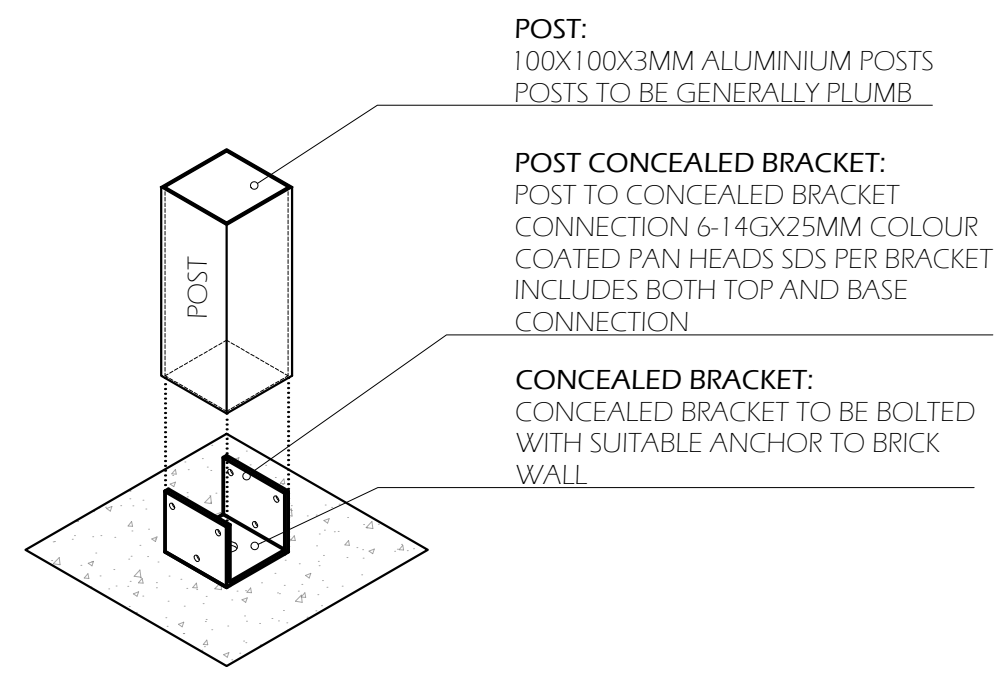 POST:
100X100X3MM ALUMINIUM POSTS
POSTS TO BE GENERALLY PLUMB
POST CONCEALED BRACKET:
POST TO CONCEALED BRACKET
CONNECTION 6-14GX25MM COLOUR
COATED PAN HEADS SDS PER BRACKET
INCLUDES BOTH TOP AND BASE
CONNECTION
CONCEALED BRACKET:
CONCEALED BRACKET TO BE BOLTED
WITH SUITABLE ANCHOR TO BRICK
WALL
POST